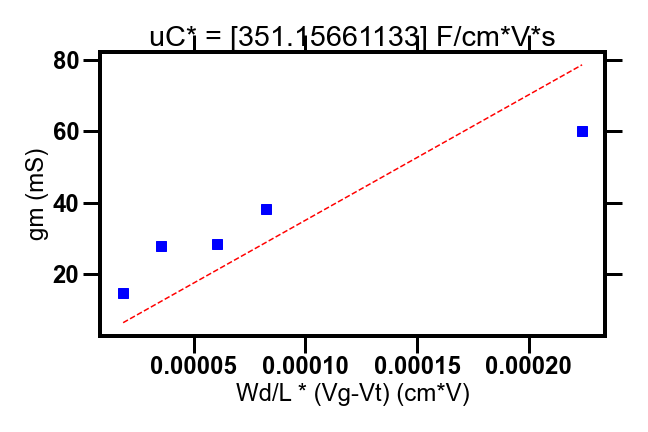 uC* = [351.15661133] F/cm*V*s
80
60
40
20
gm (mS)
0.00005 0.00010 0.00015 0.00020
Wd/L * (Vg-Vt) (cm*V)